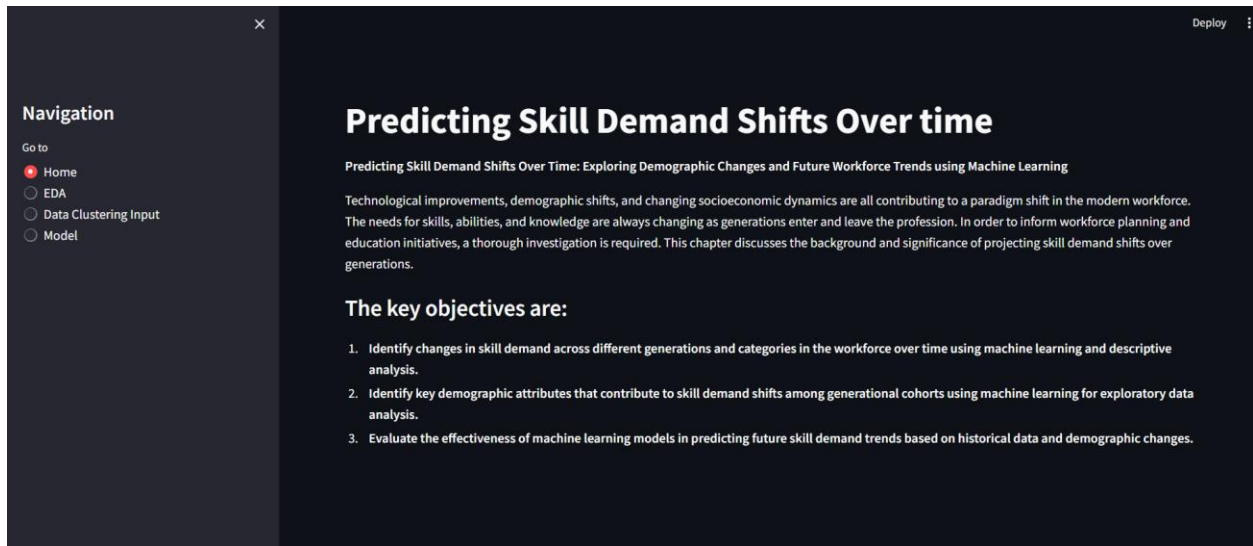 Deploy
Navigation
Go to
Home
EDA
Data Clustering Input
Model
Predicting Skill Demand Shifts Over time
Predicting Skill Demand Shifts Over Time: Exploring Demographic Changes and Future Workforce Trends using Machine Learning
Technological improvements, demographic shifts, and changing socioeconomic dynamics are all contributing to a paradigm shift in the modern workforce.
The needs for skills, abilities, and knowledge are always changing as generations enter and leave the profession. In order to inform workforce planning and
education initiatives, a thorough investigation is required. This chapter discusses the background and significance of projecting skill demand shifts over
generations.
The key objectives are:
1. Identify changes in skill demand across different generations and categories in the workforce over time using machine learning and descriptive
analysis.
2. Identify key demographic attributes that contribute to skill demand shifts among generational cohorts using machine learning for exploratory data
analysis.
3. Evaluate the effectiveness of machine learning models in predicting future skill demand trends based on historical data and demographic changes.